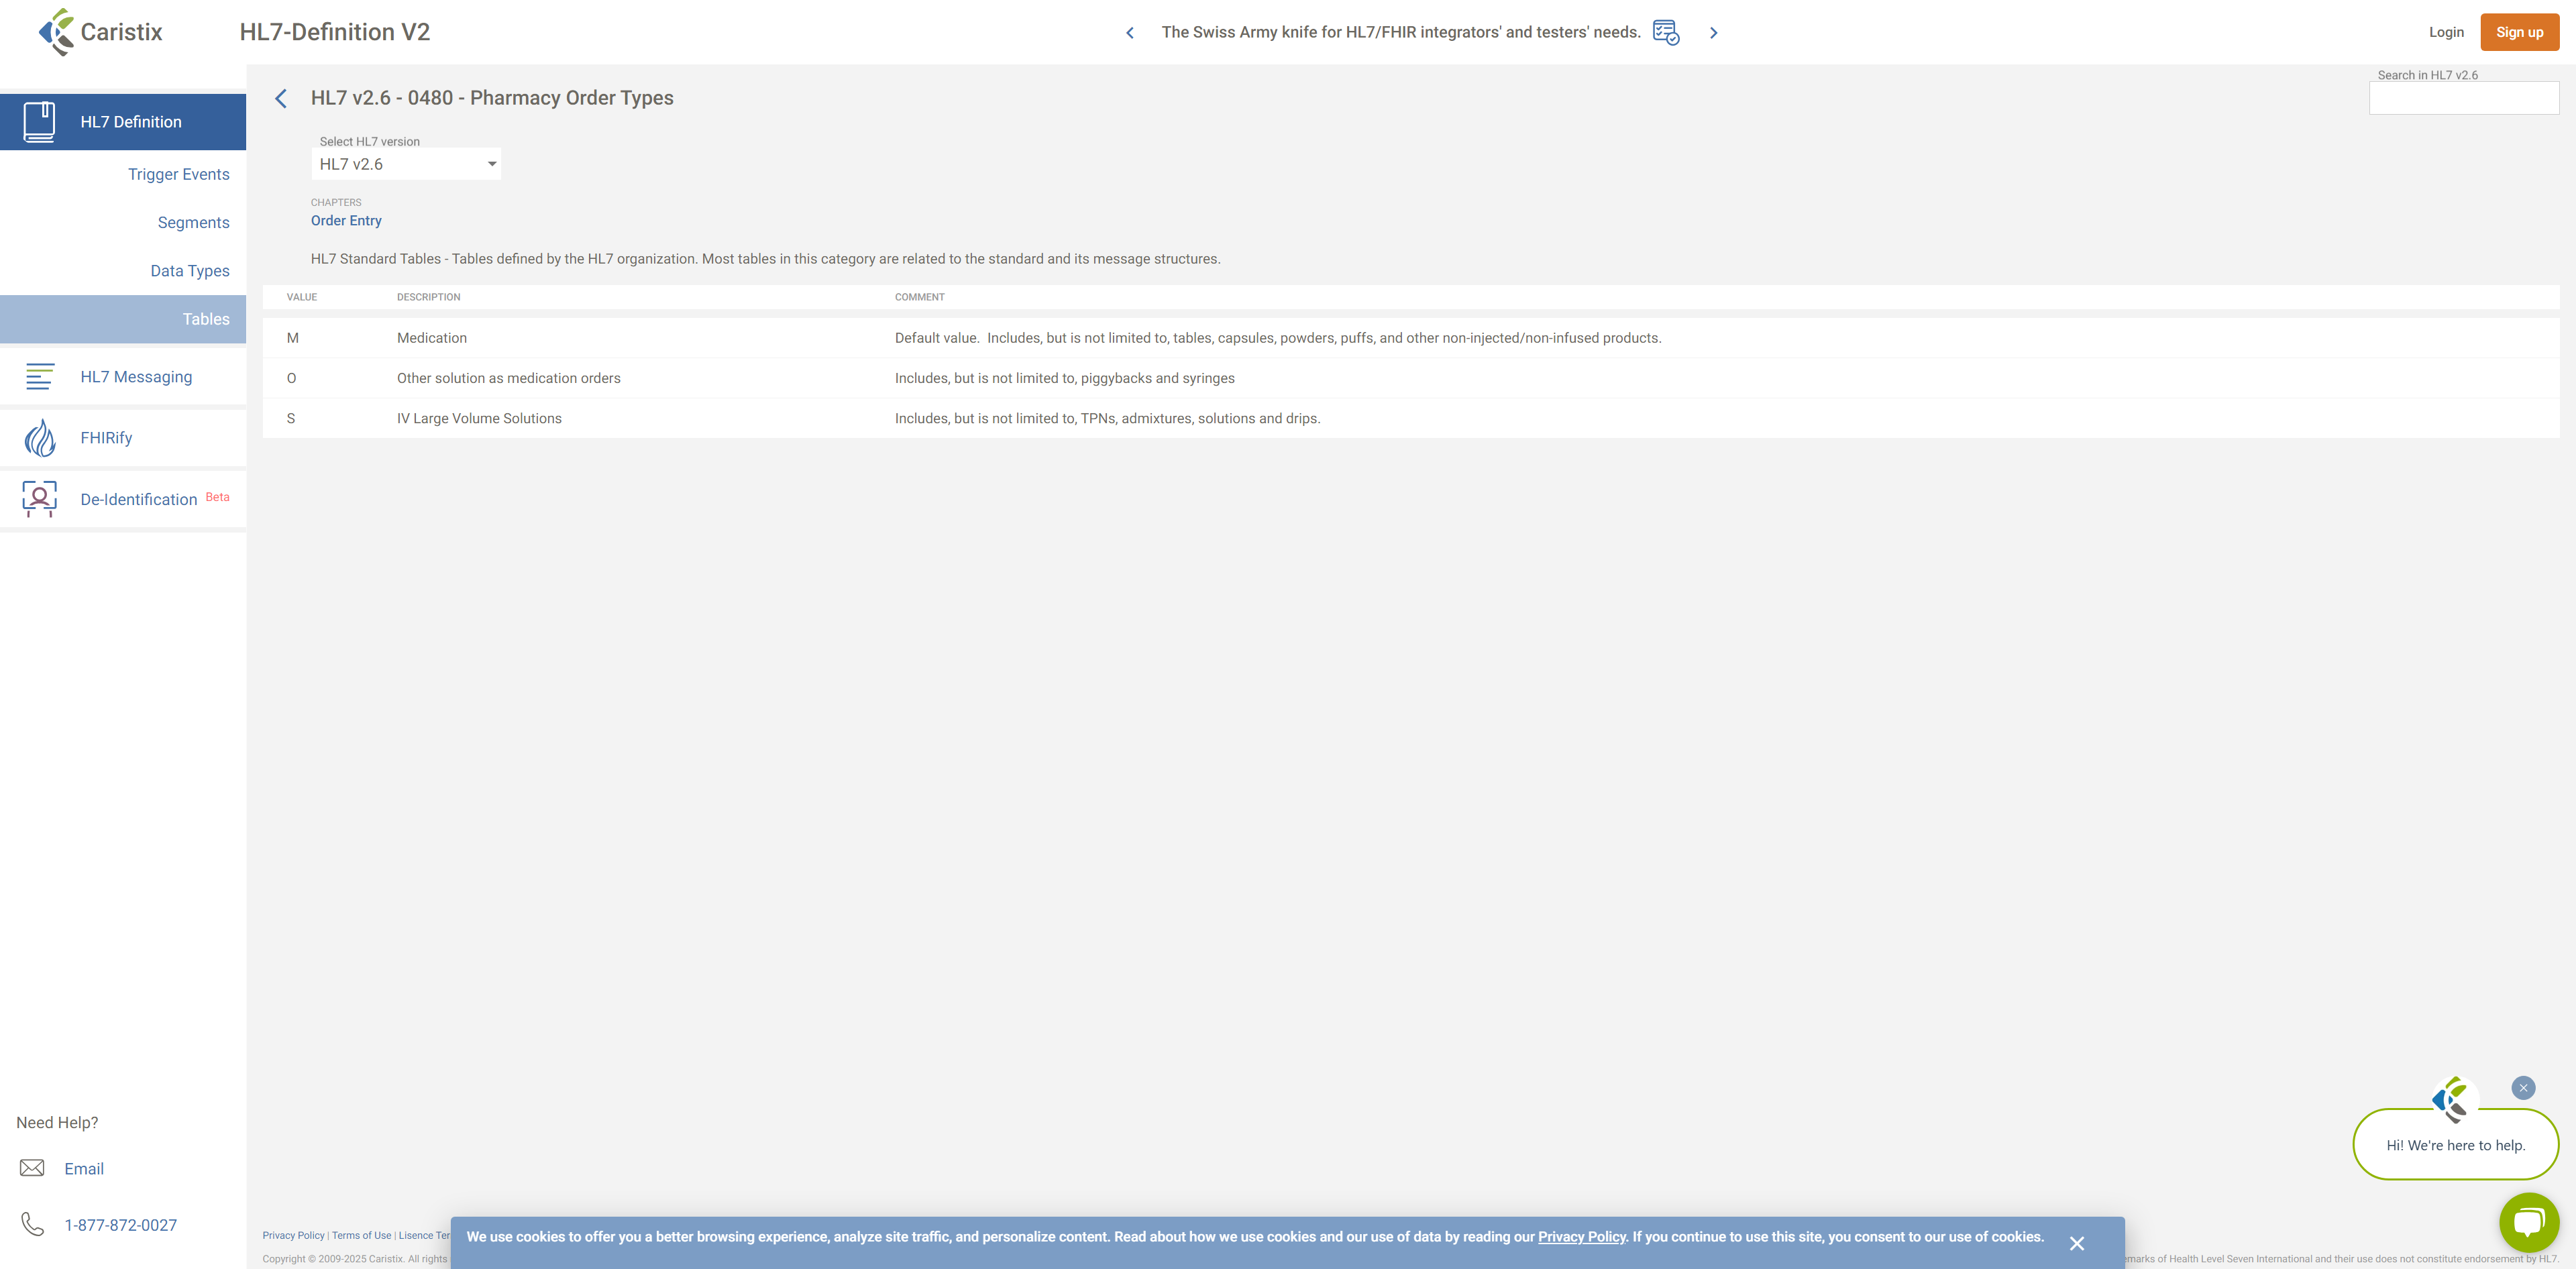 Caristix
HL7-Definition V2
The Swiss Army knife for HL7/FHIR integrators' and testers' needs.
Login
Sign up
HL7 Definition
Trigger Events
Segments
Data Types
Tables
HL7 Messaging
FHIRify
De-Identification Beta
Need Help?
Email
1-877-872-0027
HL7 v2.6 - 0480 - Pharmacy Order Types
Search in HL7 v2.6
Select HL7 version
HL7 v2.6
CHAPTERS
Order Entry
HL7 Standard Tables - Tables defined by the HL7 organization. Most tables in this category are related to the standard and its message structures.
VALUE DESCRIPTION COMMENT
M Medication Default value.  Includes, but is not limited to, tables, capsules, powders, puffs, and other non-injected/non-infused products.
O Other solution as medication orders Includes, but is not limited to, piggybacks and syringes
S IV Large Volume Solutions Includes, but is not limited to, TPNs, admixtures, solutions and drips.
Hi! We're here to help.
Privacy Policy | Terms of Use | Lisence Ter
We use cookies to offer you a better browsing experience, analyze site traffic, and personalize content. Read about how we use cookies and our use of data by reading our Privacy Policy. If you continue to use this site, you consent to our use of cookies.
Copyright © 2009-2025 Caristix. All rights
emarks of Health Level Seven International and their use does not constitute endorsement by HL7.